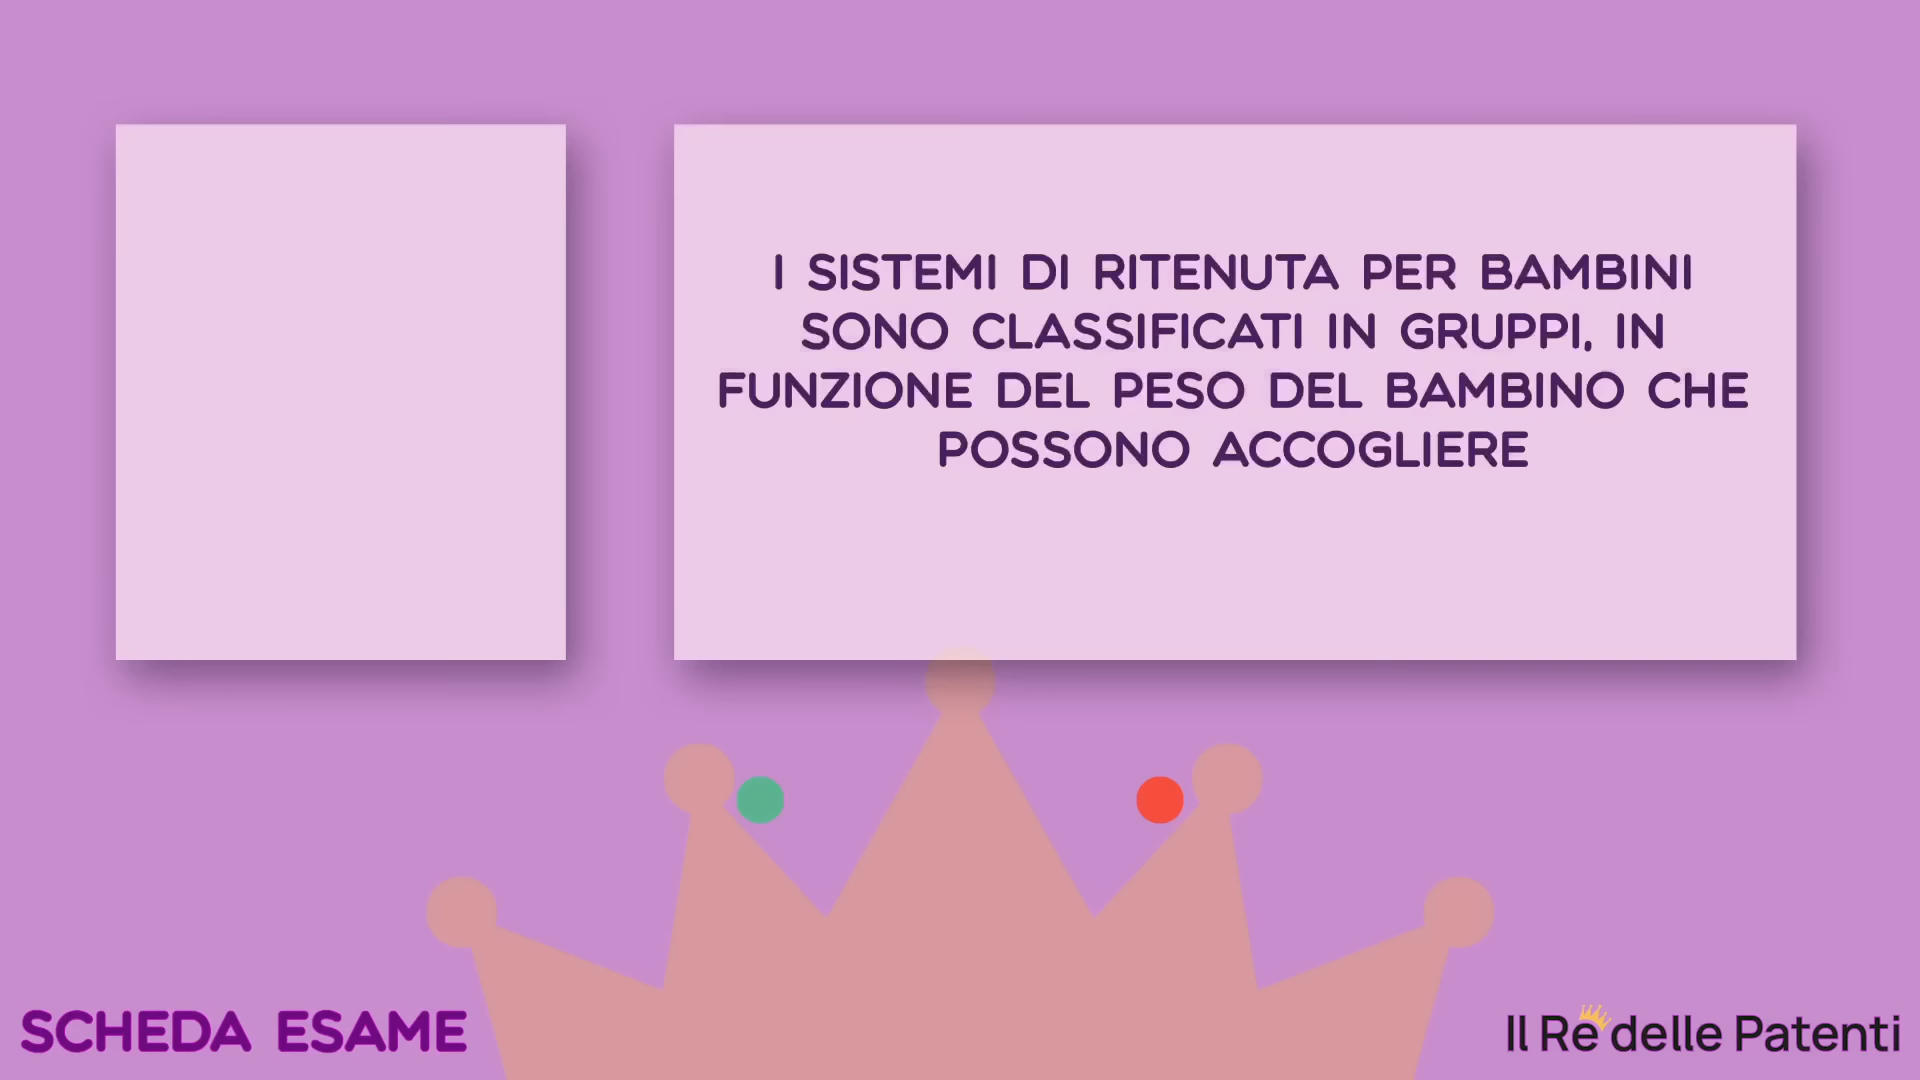 I SISTEMI DI RITENUTA PER BAMBINI
SONO CLASSIFICATI IN GRUPPI, IN
FUNZIONE DEL PESO DEL BAMBINO CHE
POSSONO ACCOGLIERE
SCHEDA ESAME
Il Re delle Patenti